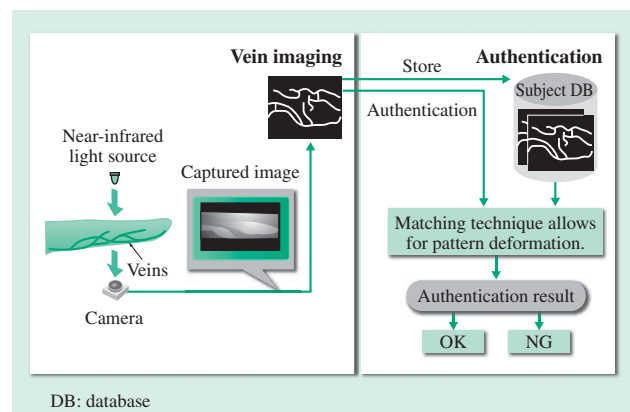 Vein imaging
Near-infrared
light source
Captured image
Veins
Camera
Authentication
Store
Subject DB
Authentication
Matching technique allows
for pattern deformation.
Authentication result
OK
NG
DB: database